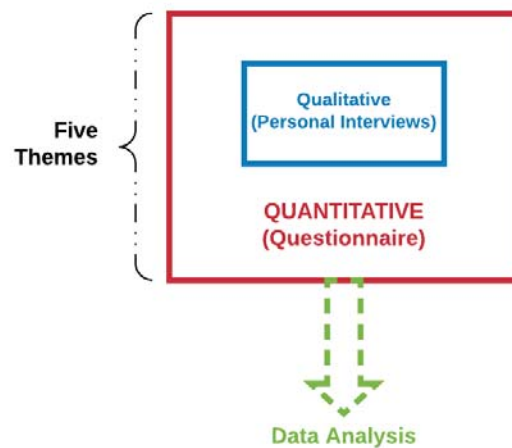 Qualitative
(Personal Interviews)
Five
Themes
QUANTITATIVE
(Questionnaire)
Data Analysis